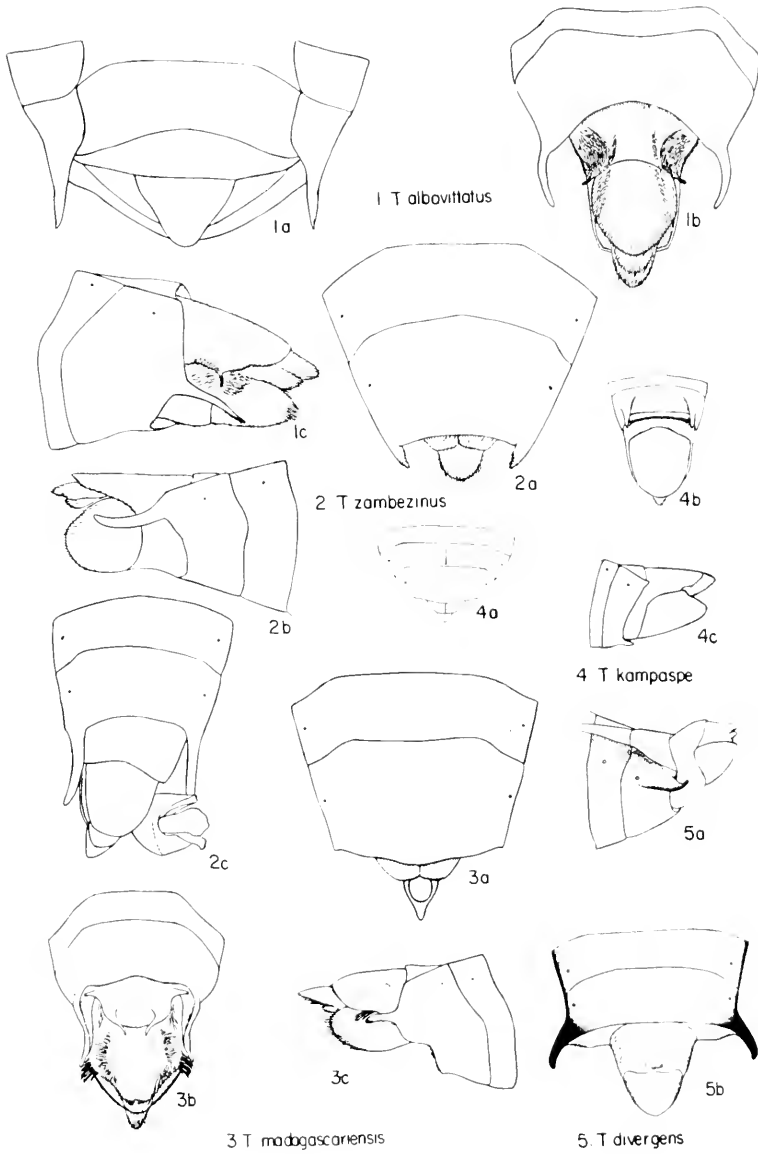 1 T albovittatus
1a
1b
1c
2a
2 T zambezinus
4b
2b
4a
4c
4 T kampaspe
2c
3a
5a
3b
3c
5b
3 T madagascariensis
5. T divergens